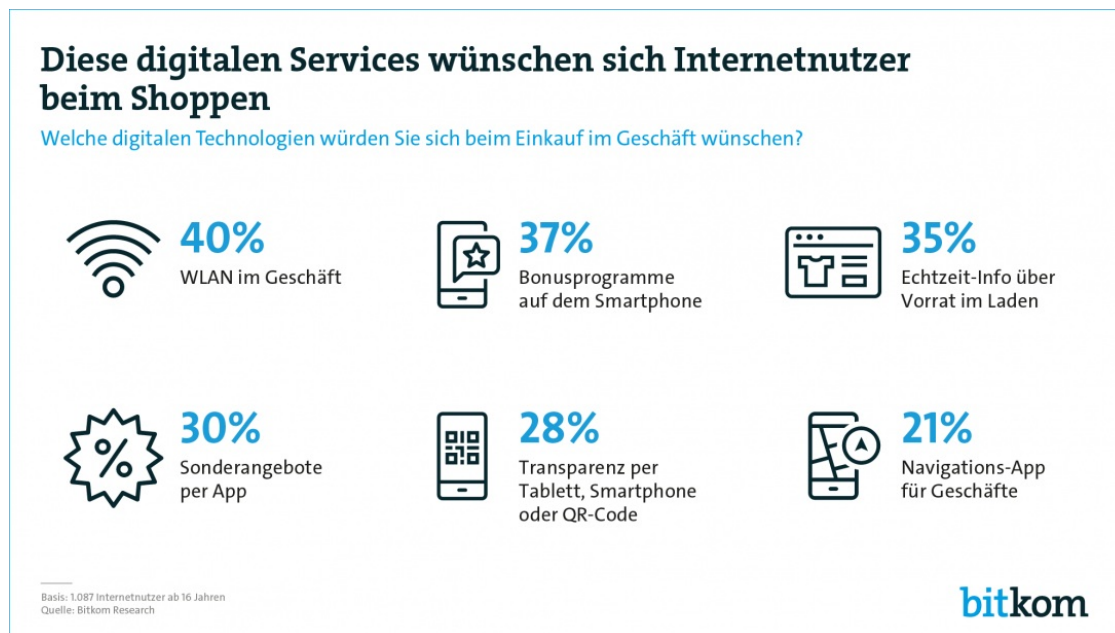 Diese digitalen Services wünschen sich Internetnutzer
beim Shoppen
Welche digitalen Technologien würden Sie sich beim Einkauf im Geschäft wünschen?
40%
WLAN im Geschäft
37%
Bonusprogramme
auf dem Smartphone
35%
Echtzeit-Info über
Vorrat im Laden
30%
Sonderangebote
per App
28%
Transparenz per
Tablett, Smartphone
oder QR-Code
21%
Navigations-App
für Geschäfte
Basis: 1.087 Internetnutzer ab 16 Jahren
Quelle: Bitkom Research
bitkom